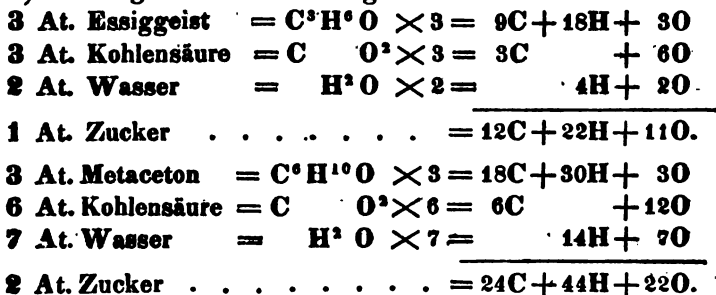 3 At. Essiggeist = C³H⁶O ×3 = 9C+18H+ 3O
3 At. Kohlensäure = C O²×3 = 3C + 6O
2 At. Wasser = H²O ×2 = 4H+ 2O
1 At. Zucker . . . . . . . = 12C+22H+11O.
3 At. Metaceton = C⁶H¹⁰O ×3 = 18C+30H+ 3O
6 At. Kohlensäure = C O²×6 = 6C +12O
7 At. Wasser = H² O ×7 = 14H+ 7O
2 At. Zucker . . . . . . . . = 24C+44H+22O.